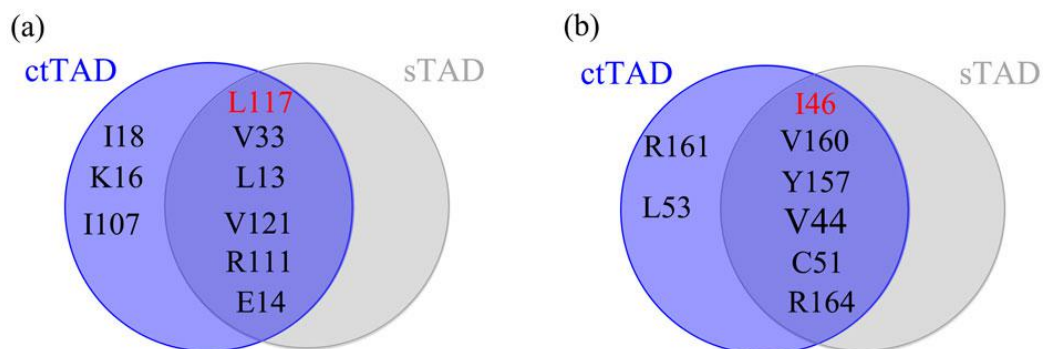 (a)
ctTAD
sTAD
L117
I18
V33
K16
L13
I107
V121
R111
E14
(b)
ctTAD
sTAD
I46
R161
V160
Y157
L53
V44
C51
R164